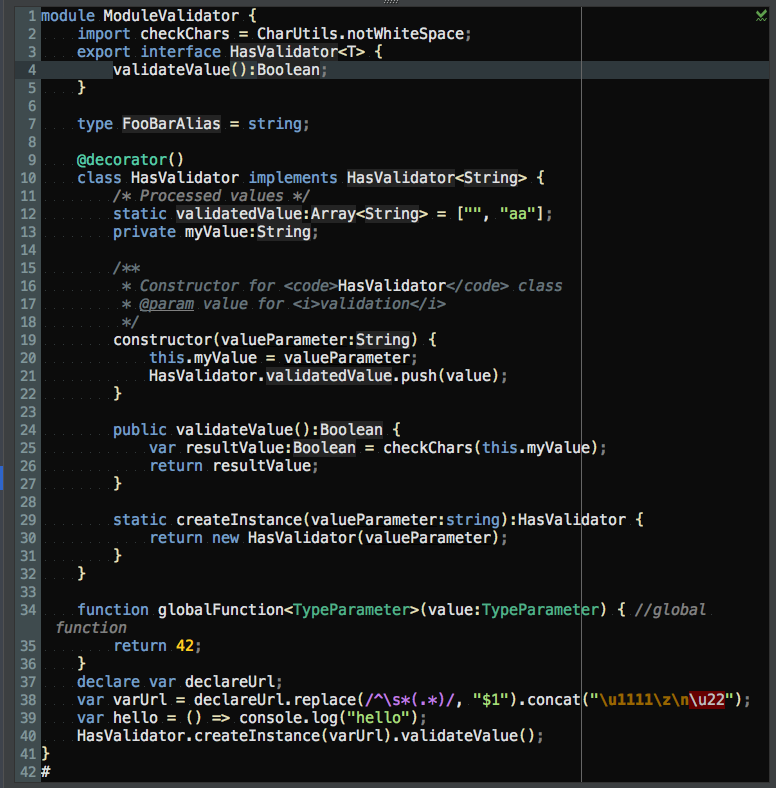 1 module ModuleValidator {
2     import checkChars = CharUtils.notWhiteSpace;
3     export interface HasValidator<T> {
4         validateValue():Boolean;
5     }
6
7     type FooBarAlias = string;
8
9     @decorator()
10     class HasValidator implements HasValidator<String> {
11         /* Processed values */
12         static validatedValue:Array<String> = ["", "aa"];
13         private myValue:String;
14
15         /**
16          * Constructor for <code>HasValidator</code> class
17          * @param value for <i>validation</i>
18          */
19         constructor(valueParameter:String) {
20             this.myValue = valueParameter;
21             HasValidator.validatedValue.push(value);
22         }
23
24         public validateValue():Boolean {
25             var resultValue:Boolean = checkChars(this.myValue);
26             return resultValue;
27         }
28
29         static createInstance(valueParameter:string):HasValidator {
30             return new HasValidator(valueParameter);
31         }
32     }
33
34     function globalFunction<TypeParameter>(value:TypeParameter) { //global
function
35         return 42;
36     }
37     declare var declareUrl;
38     var varUrl = declareUrl.replace(/^\s*(.*)/, "$1").concat("\u1111\z\n\u22");
39     var hello = () => console.log("hello");
40     HasValidator.createInstance(varUrl).validateValue();
41 }
42 #